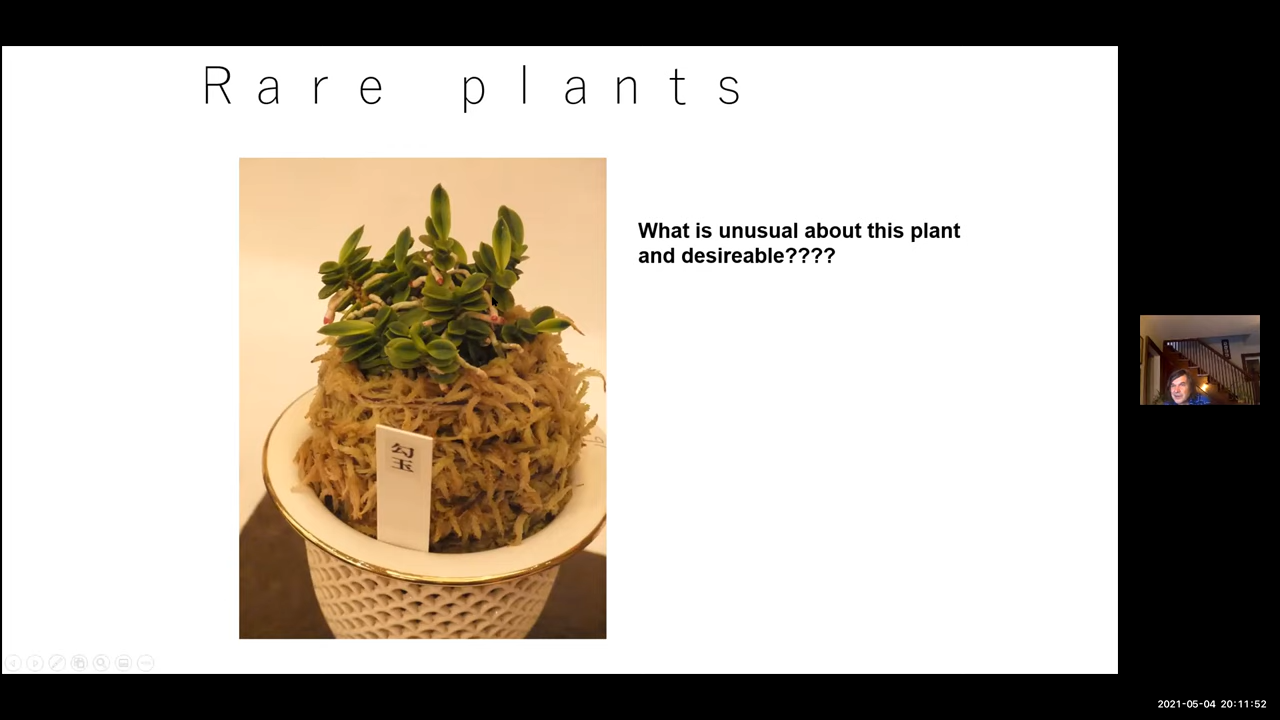 Rare plants
What is unusual about this plant
and desireable????
勾
玉
2021-05-04 20:11:52